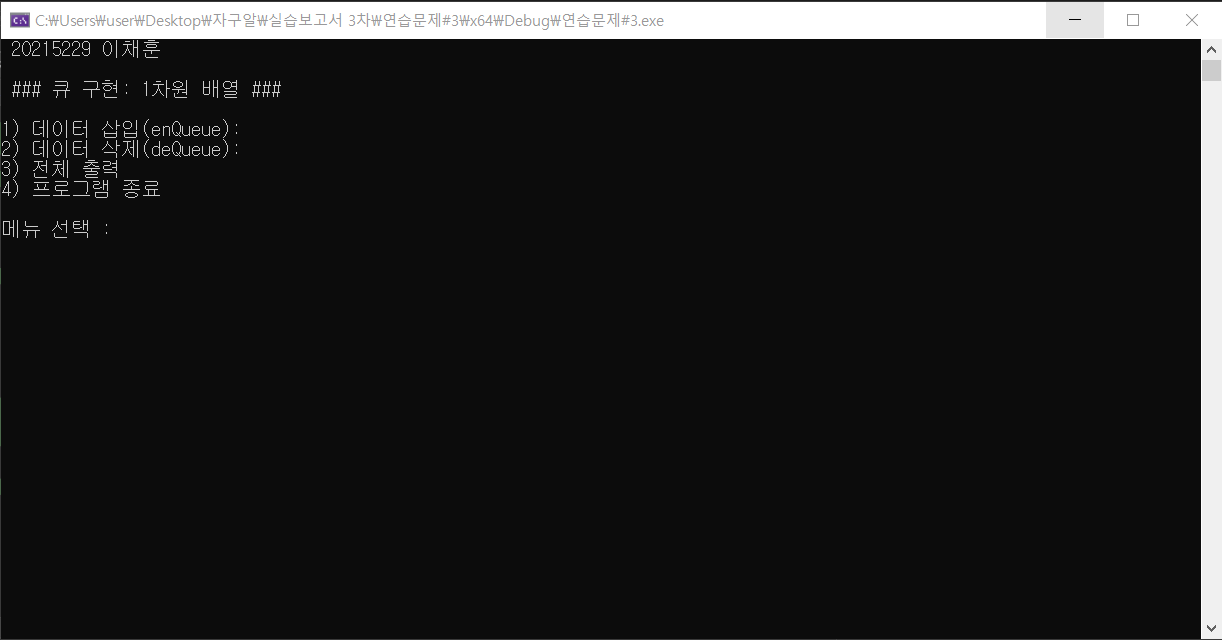 C:₩Users₩user₩Desktop₩자구알₩실습보고서 3차₩연습문제#3₩x64₩Debug₩연습문제#3.exe
20215229 이채훈
### 큐 구현: 1차원 배열 ###
1) 데이터 삽입(enQueue):
2) 데이터 삭제(deQueue):
3) 전체 출력
4) 프로그램 종료
메뉴 선택 :